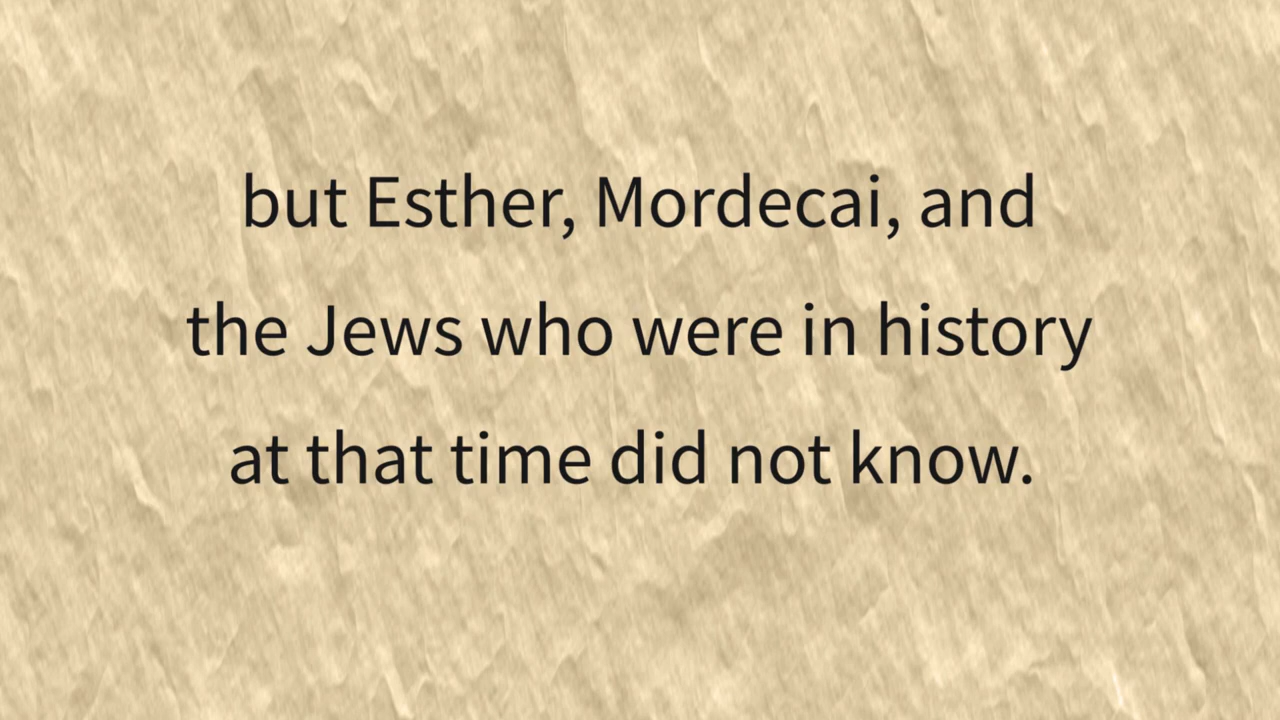 but Esther, Mordecai, and
the Jews who were in history
at that time did not know.